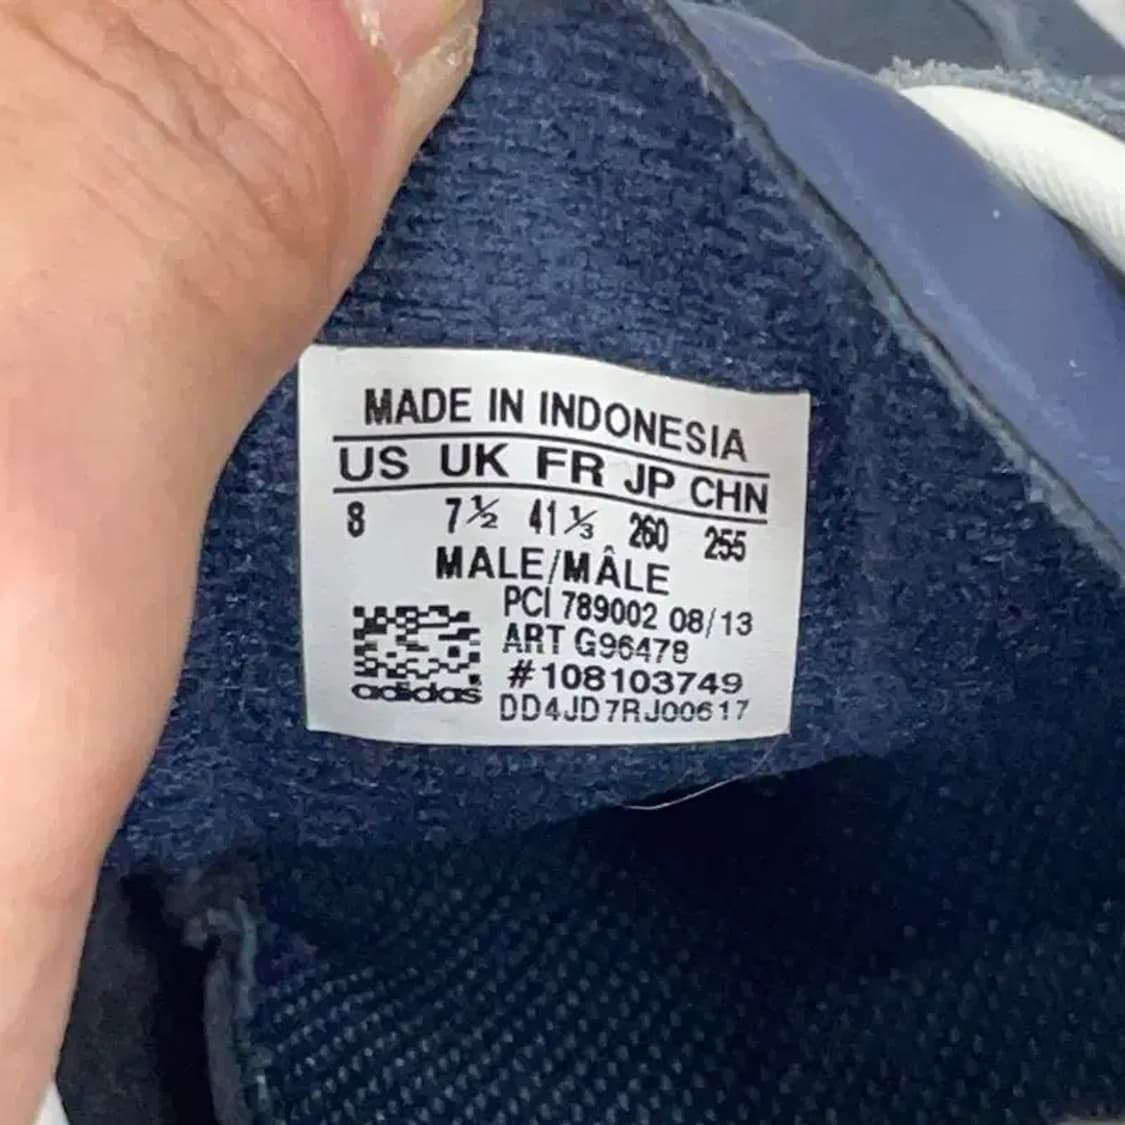 MADE IN INDONESIA
US UK FR JP CHN
8 7½ 41⅓ 260 255
MALE/MÂLE
PCI 789002 08/13
ART G96478
#108103749
adidas DD4JD7RJ00617